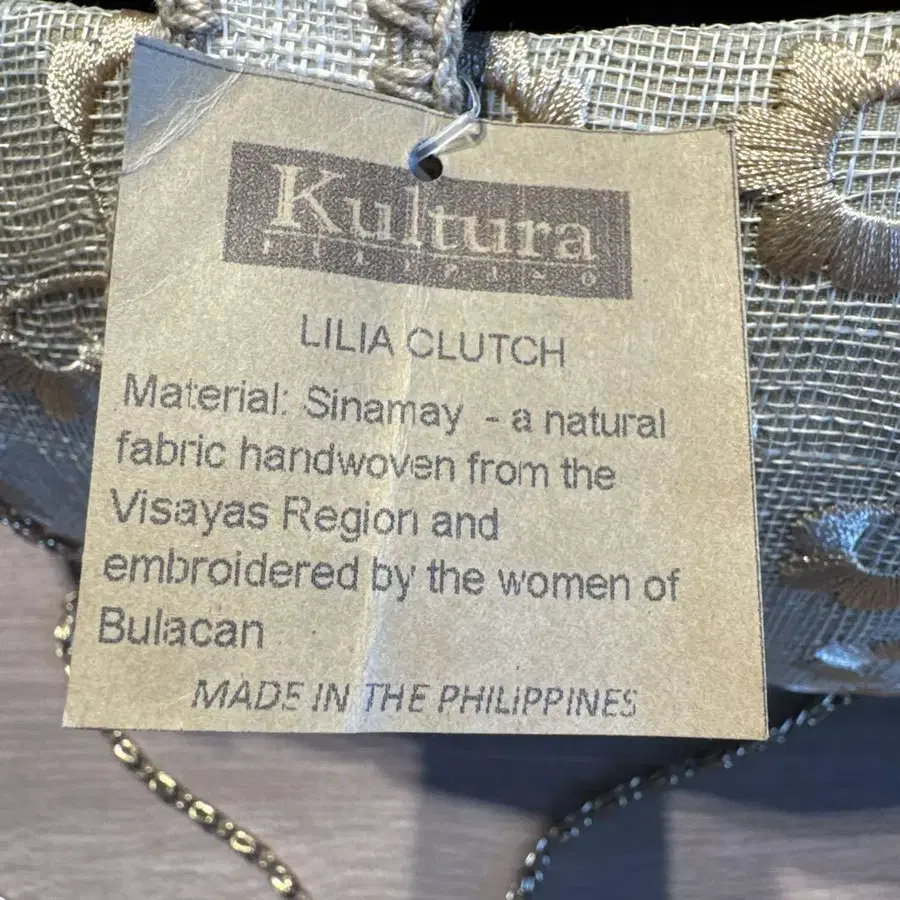 Kultura
FILIPINO
LILIA CLUTCH
Material: Sinamay - a natural
fabric handwoven from the
Visayas Region and
embroidered by the women of
Bulacan
MADE IN THE PHILIPPINES